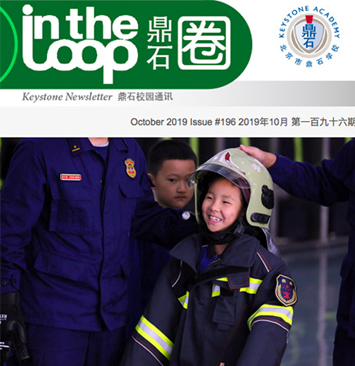 in the
Loop
鼎石圈
KEYSTONE ACADEMY
鼎石
北京市鼎石学校
Keystone Newsletter 鼎石校园通讯
October 2019 Issue #196 2019年10月 第一百九十六期